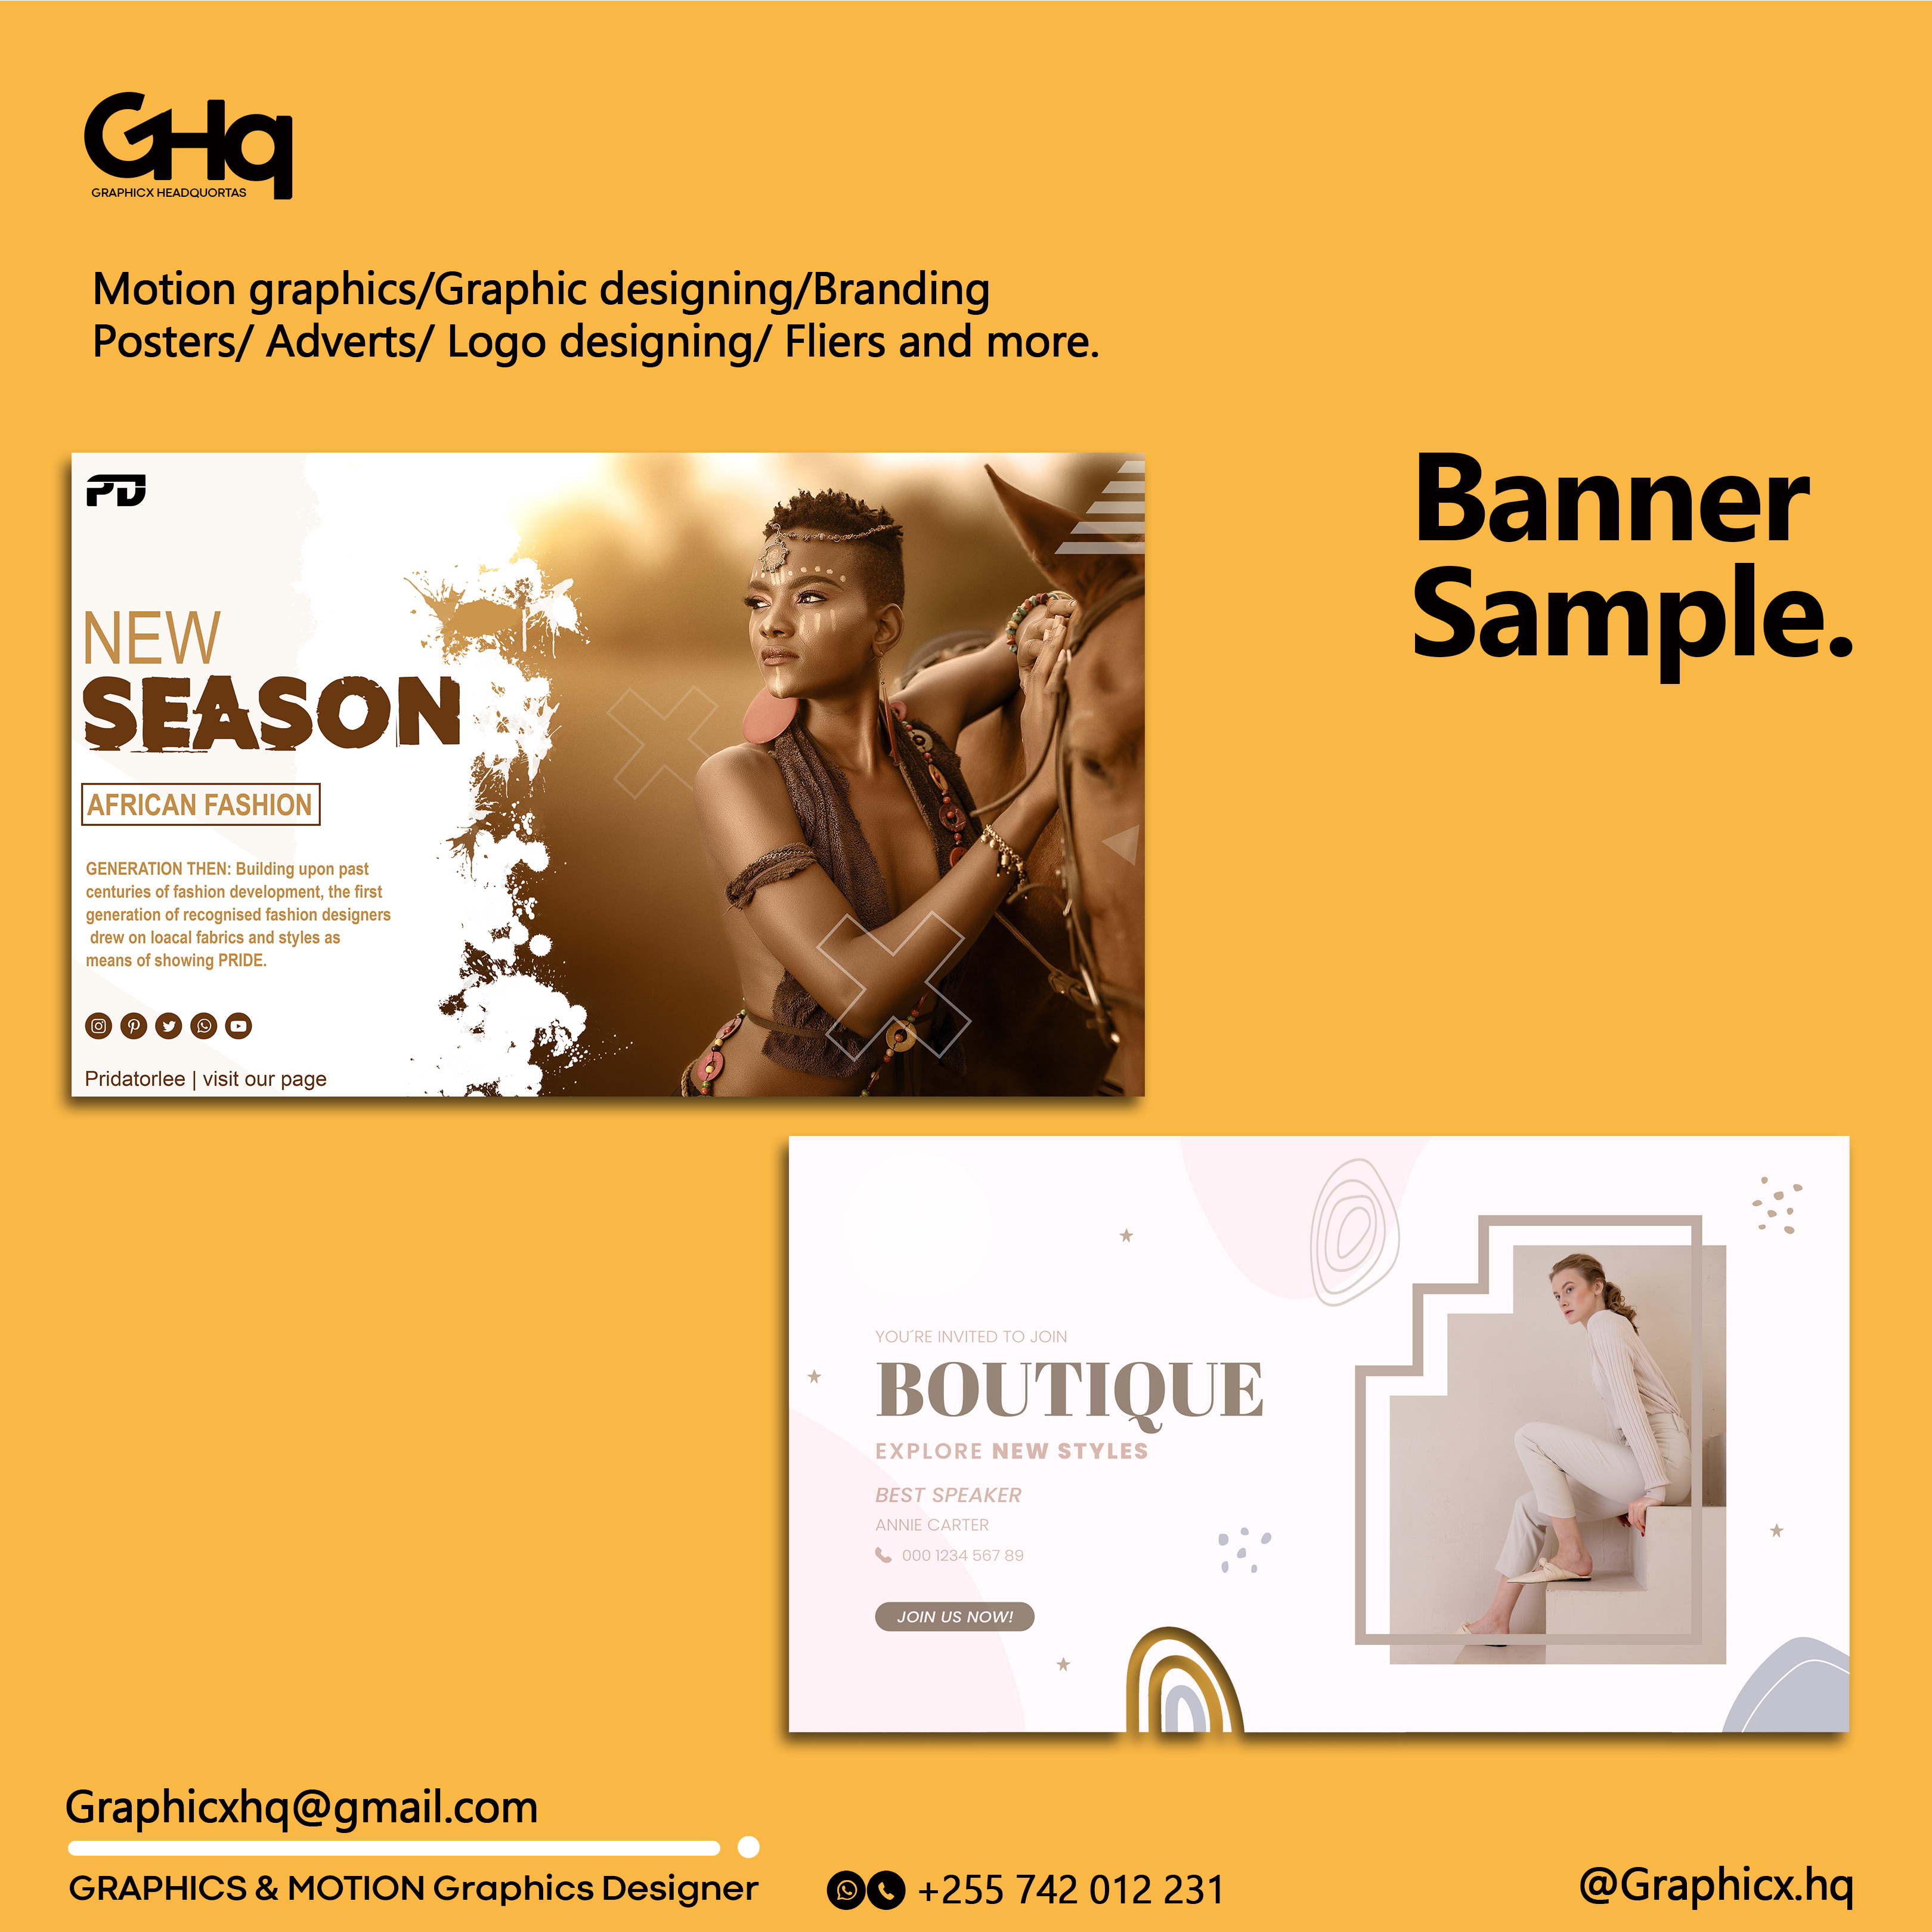 GHq
GRAPHICX HEADQUORTAS
Motion graphics/Graphic designing/Branding
Posters/ Adverts/ Logo designing/ Fliers and more.
Banner
Sample.
PD
NEW
SEASON
AFRICAN FASHION
GENERATION THEN: Building upon past
centuries of fashion development, the first
generation of recognised fashion designers
drew on loacal fabrics and styles as
means of showing PRIDE.
Pridatorlee | visit our page
YOU'RE INVITED TO JOIN
BOUTIQUE
EXPLORE NEW STYLES
BEST SPEAKER
ANNIE CARTER
000 1234 567 89
JOIN US NOW!
Graphicxhq@gmail.com
GRAPHICS & MOTION Graphics Designer
+255 742 012 231
@Graphicx.hq